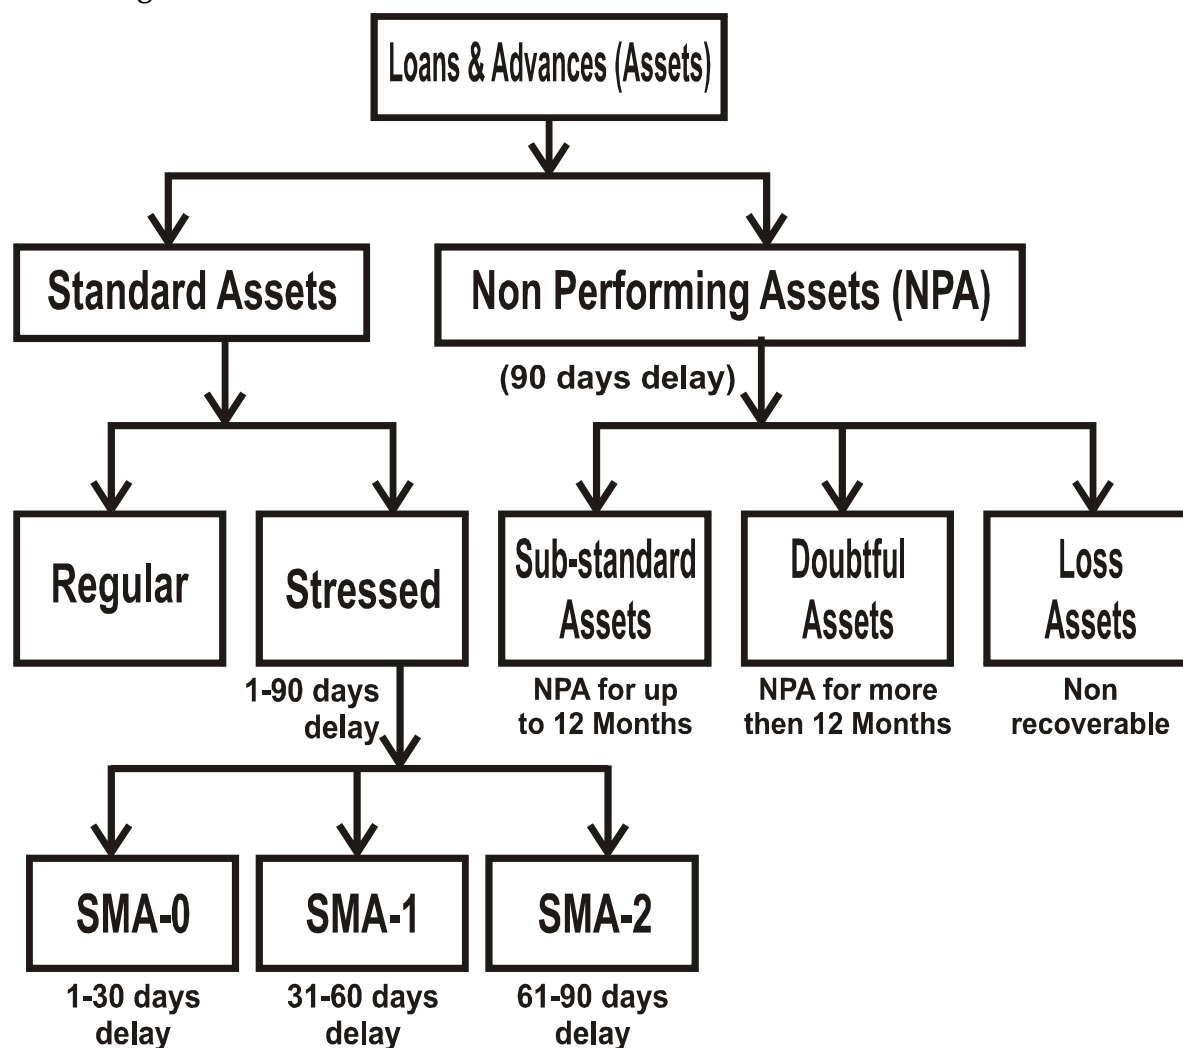 Loans & Advances (Assets)
Standard Assets
Non Performing Assets (NPA)
(90 days delay)
Regular
Stressed
Sub-standard
Assets
Doubtful
Assets
Loss
Assets
1-90 days
delay
NPA for up
to 12 Months
NPA for more
then 12 Months
Non
recoverable
SMA-0
SMA-1
SMA-2
1-30 days
delay
31-60 days
delay
61-90 days
delay